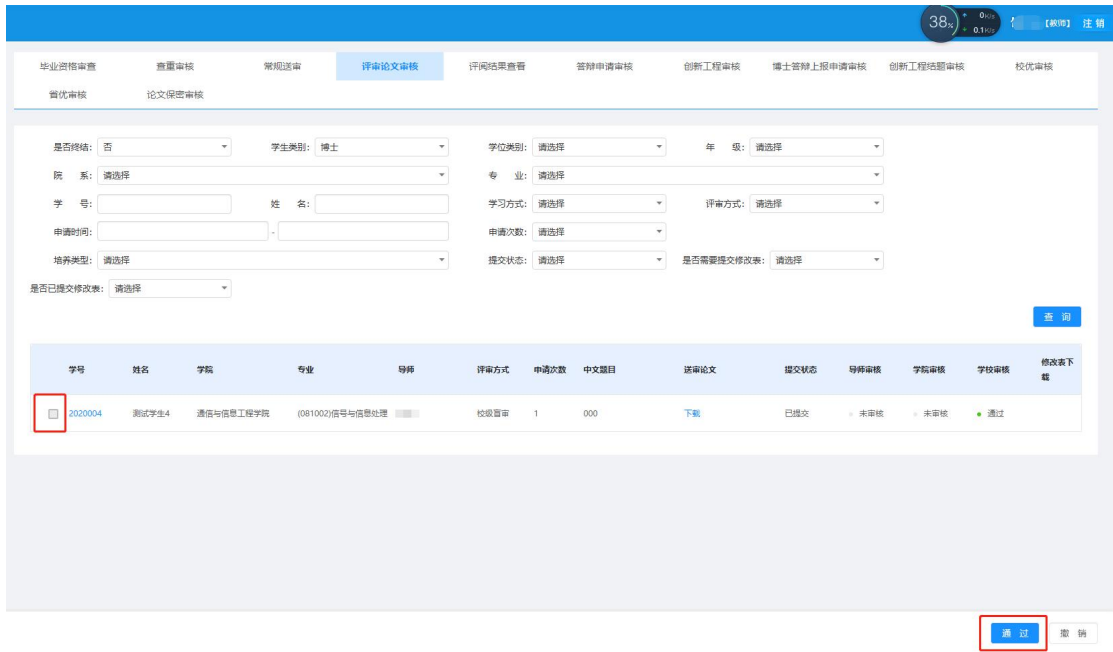 38% 0K/s 0.1K/s 【教师】 注 销
毕业资格审查 查重审核 常规送审 评审论文审核 评阅结果查看 答辩申请审核 创新工程审核 博士答辩上报申请审核 创新工程结题审核 校优审核
省优审核 论文保密审核
是否终结: 否 学生类别: 博士 学位类别: 请选择 年 级: 请选择
院 系: 请选择 专 业: 请选择
学 号: 姓 名: 学习方式: 请选择 评审方式: 请选择
申请时间: - 申请次数: 请选择
培养类型: 请选择 提交状态: 请选择 是否需要提交修改表: 请选择
是否已提交修改表: 请选择
查 询
学号 姓名 学院 专业 导师 评审方式 申请次数 中文题目 送审论文 提交状态 导师审核 学院审核 学校审核 修改表下
载
2020004 测试学生4 通信与信息工程学院 (081002)信号与信息处理 校级盲审 1 000 下载 已提交 未审核 未审核 通过
通 过 撤 销